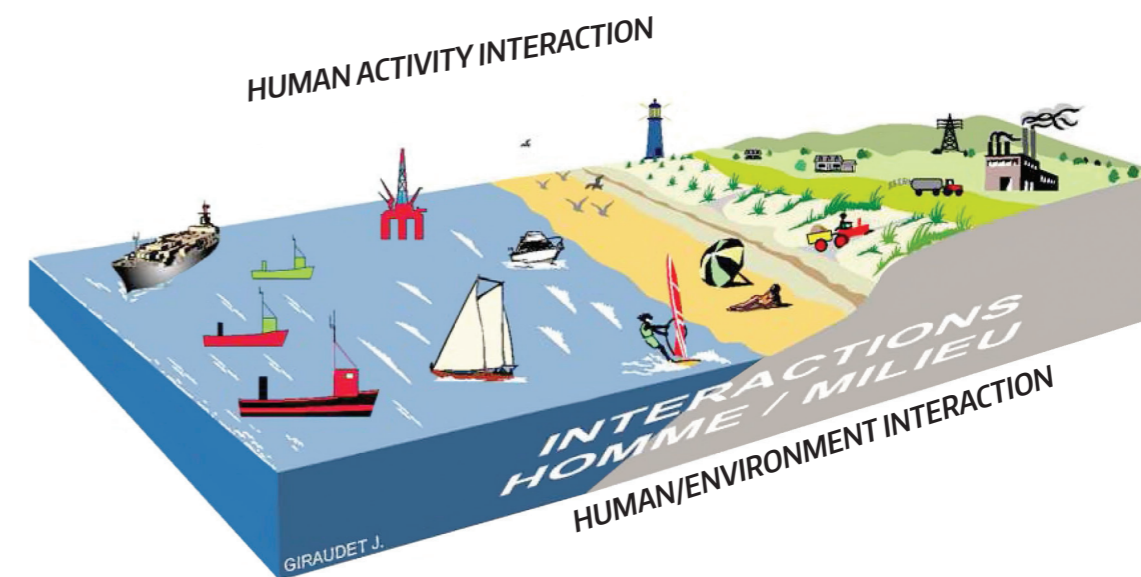 HUMAN ACTIVITY INTERACTION
INTERACTIONS
HOMME / MILIEU
HUMAN/ENVIRONMENT INTERACTION
GIRAUDET J.